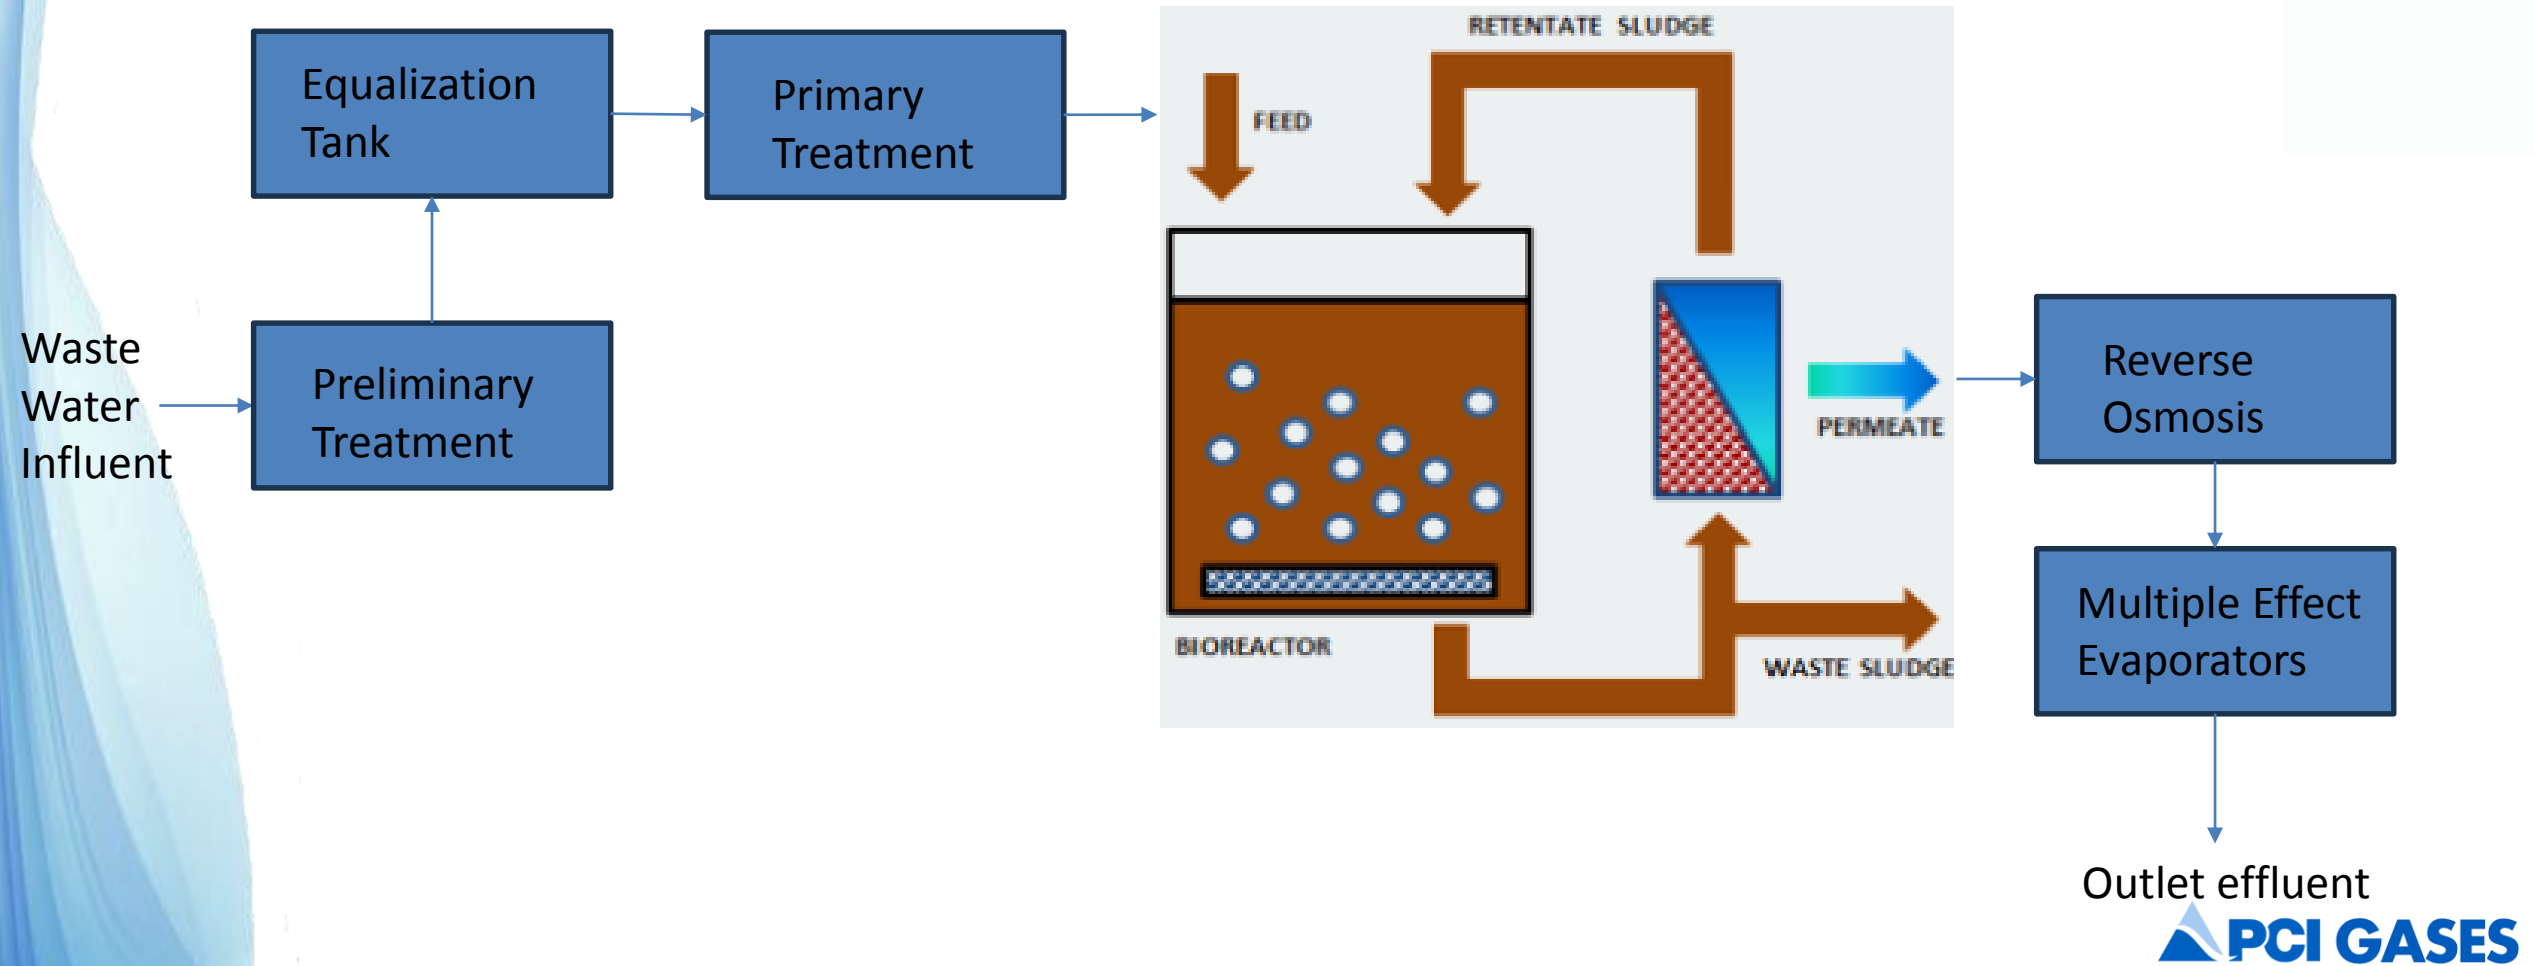 Waste
Water
Influent
Preliminary
Treatment
Equalization
Tank
Primary
Treatment
RETENTATE SLUDGE
FEED
BIOREACTOR
PERMEATE
WASTE SLUDGE
Reverse
Osmosis
Multiple Effect
Evaporators
Outlet effluent
PCI GASES